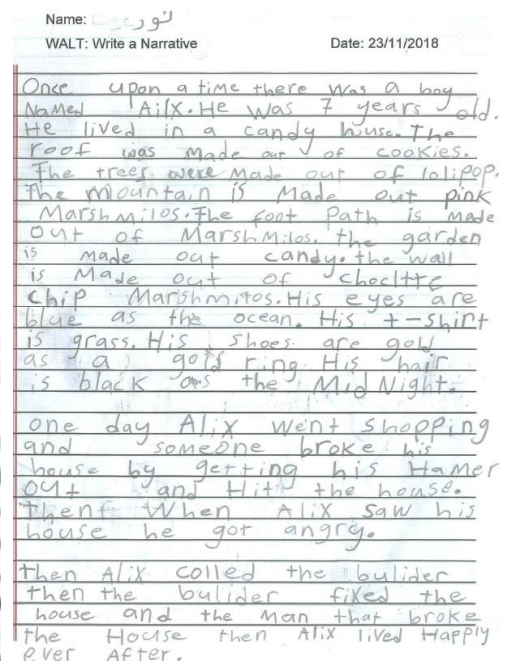 Name:
WALT: Write a Narrative Date: 23/11/2018
Once upon a time there was a boy
Named Ailx. He was 7 years old.
He lived in a candy house. The
roof was Made out of cookies.
The trees were Made out of lolipop.
The mountain is Made out pink
Marshmilos. The foot Path is made
out of Marshmilos. the garden
is made out candy. the wall
is Made out of chocltte
chip Marshmitos. His eyes are
blue as the ocean. His t-shirt
is grass. His shoes are gold
as a gold ring. His hair
is black as the Mid Night.
one day Alix went shopping
and someone broke his
house by getting his Hamer
out and Hit the house.
then When Alix saw his
house he got angry.
then Alix colled the bulider
then the bulider fixed the
house and the Man that broke
the House then Alix lived Happly
ever After.